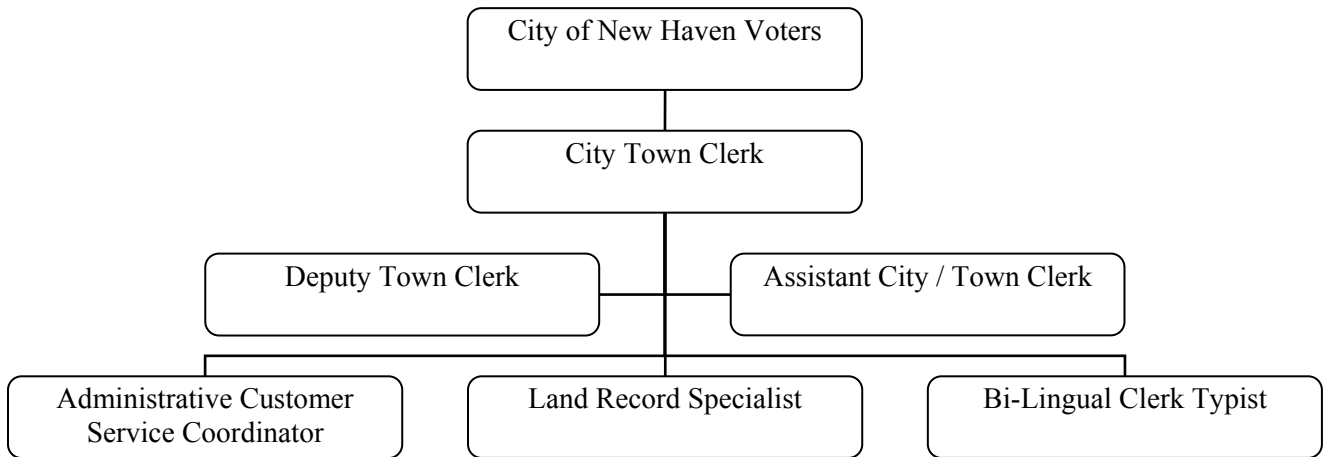 City of New Haven Voters
City Town Clerk
Deputy Town Clerk
Assistant City / Town Clerk
Administrative Customer
Service Coordinator
Land Record Specialist
Bi-Lingual Clerk Typist